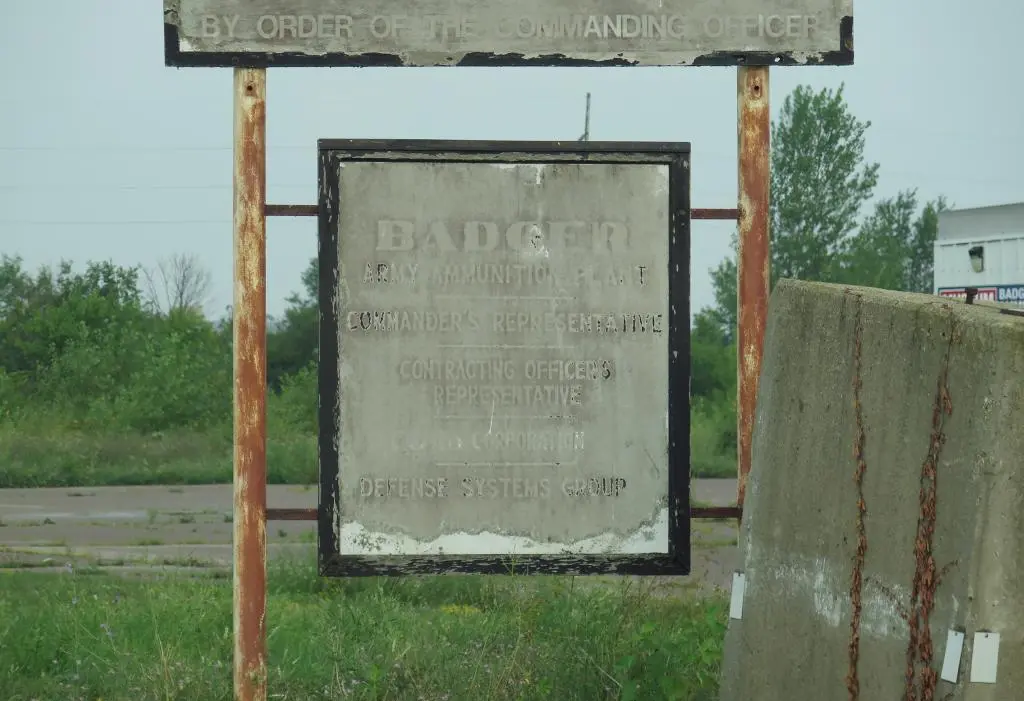 BY ORDER OF THE COMMANDING OFFICER
BADGER
ARMY AMMUNITION PLANT
COMMANDER'S REPRESENTATIVE
CONTRACTING OFFICER'S
REPRESENTATIVE
CORPORATION
DEFENSE SYSTEMS GROUP
BADG